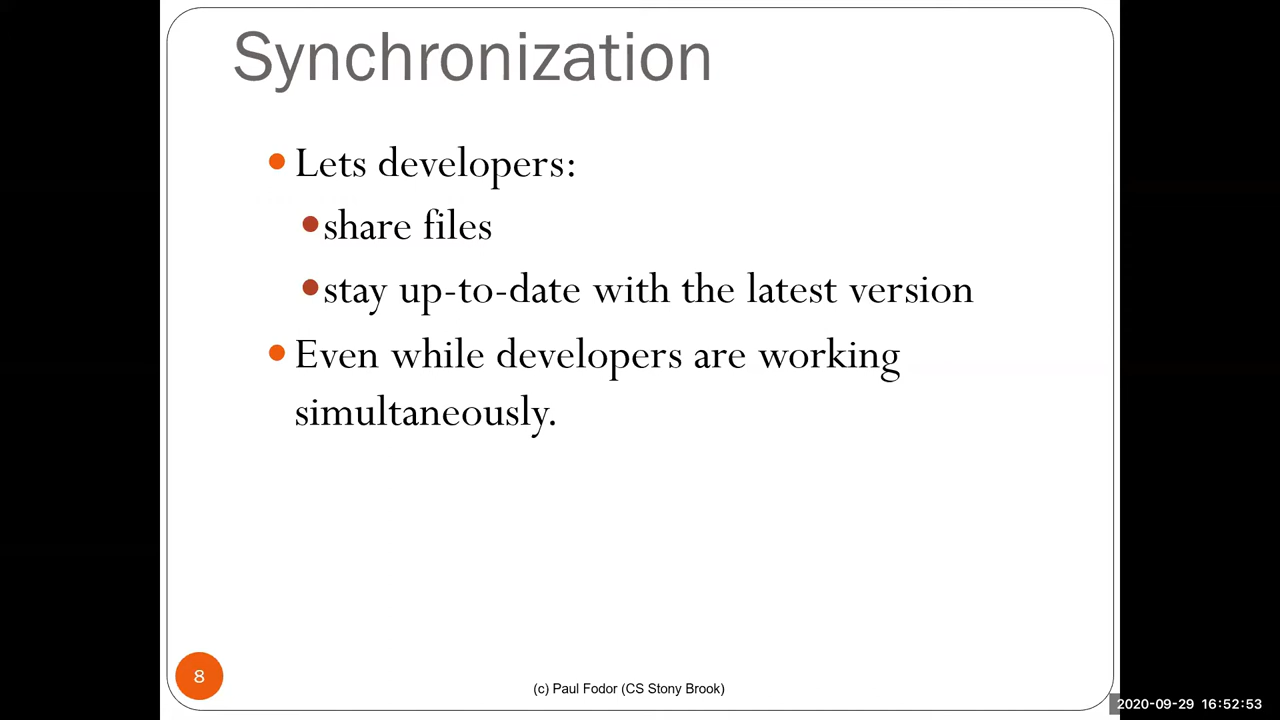 Synchronization
Lets developers:
share files
stay up-to-date with the latest version
Even while developers are working
simultaneously.
8
(c) Paul Fodor (CS Stony Brook)
2020-09-29 16:52:53